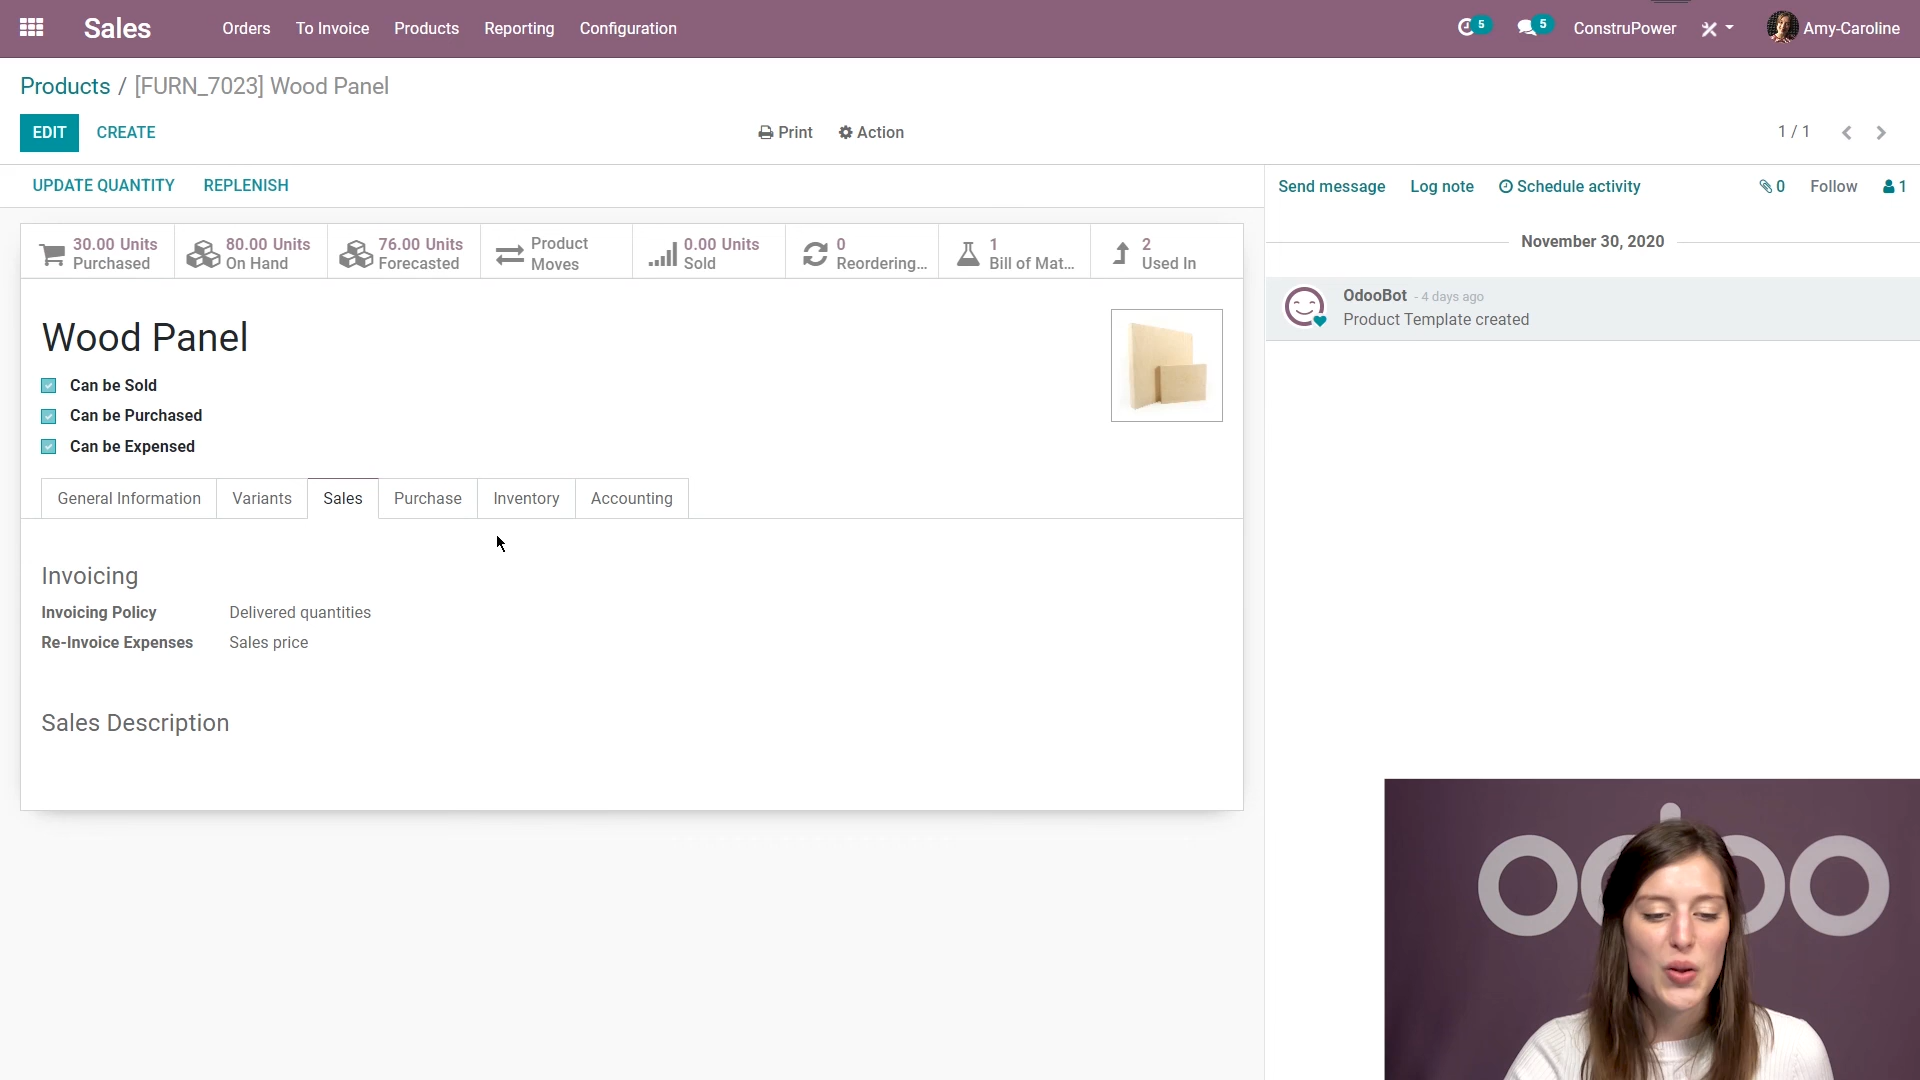 Sales
Orders
To Invoice
Products
Reporting
Configuration
5
5
ConstruPower
Amy-Caroline
Products / [FURN_7023] Wood Panel
EDIT
CREATE
Print
Action
1 / 1
UPDATE QUANTITY
REPLENISH
Send message
Log note
Schedule activity
0
Follow
1
30.00 Units
Purchased
80.00 Units
On Hand
76.00 Units
Forecasted
Product
Moves
0.00 Units
Sold
0
Reordering...
1
Bill of Mat...
2
Used In
November 30, 2020
OdooBot - 4 days ago
Product Template created
Wood Panel
Can be Sold
Can be Purchased
Can be Expensed
General Information
Variants
Sales
Purchase
Inventory
Accounting
Invoicing
Invoicing Policy
Delivered quantities
Re-Invoice Expenses
Sales price
Sales Description
odoo